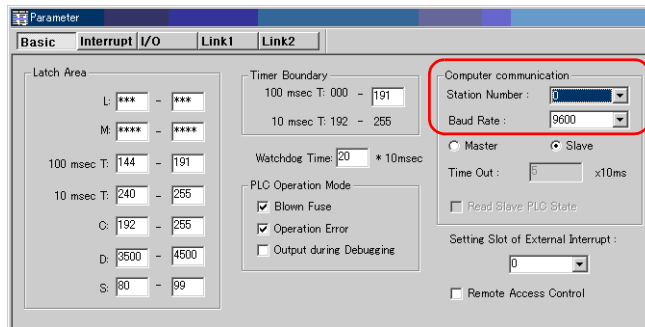 Parameter
Basic Interrupt I/O Link1 Link2
Latch Area
L: *** - ***
M: **** - ****
100 msec T: 144 - 191
10 msec T: 240 - 255
C: 192 - 255
D: 3500 - 4500
S: 80 - 99
Timer Boundary
100 msec T: 000 - 191
10 msec T: 192 - 255
Watchdog Time: 20 * 10msec
PLC Operation Mode
Blown Fuse
Operation Error
Output during Debugging
Computer communication
Station Number : 0
Baud Rate : 9600
Master Slave
Time Out : 5 x10ms
Read Slave PLC State
Setting Slot of External Interrupt :
0
Remote Access Control